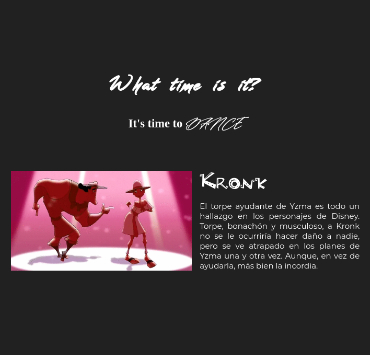 What time is it?
It's time to DANCE
KRONK
El torpe ayudante de Yzma es todo un
hallazgo en los personajes de Disney.
Torpe, bonachón y musculoso, a Kronk
no se le ocurriría hacer daño a nadie,
pero se ve atrapado en los planes de
Yzma una y otra vez. Aunque, en vez de
ayudarla, más bien la incordia.